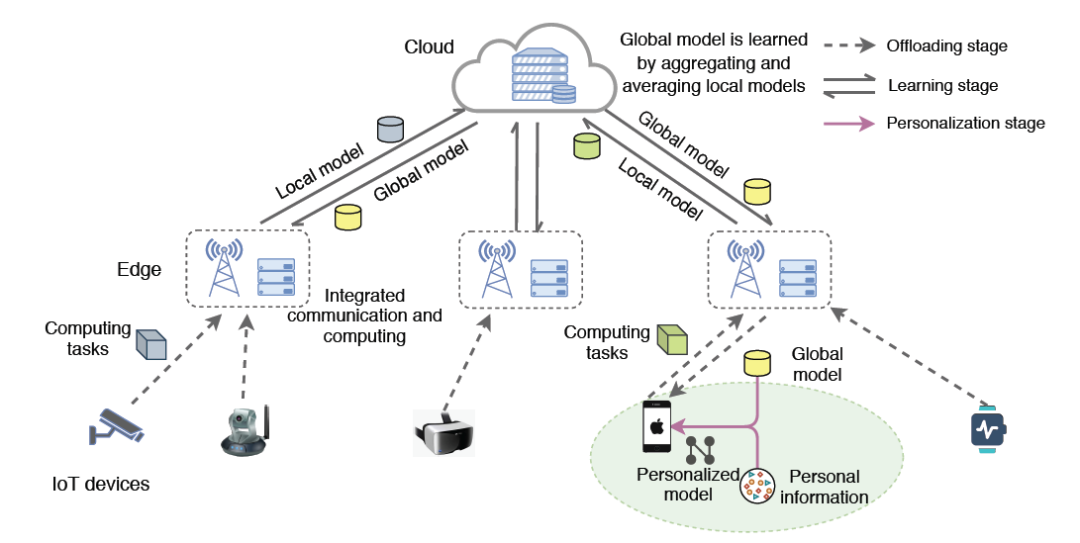 Cloud
Global model is learned
by aggregating and
averaging local models
Offloading stage
Learning stage
Personalization stage
Local model
Global model
Global model
Local model
Edge
Integrated
communication and
computing
Computing
tasks
Computing
tasks
Global
model
Personalized
model
Personal
information
IoT devices